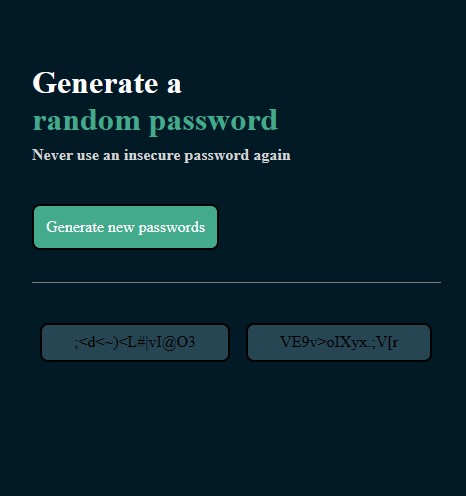 Generate a
random password
Never use an insecure password again
Generate new passwords
;<d<~)<L#|vI@O3
VE9v>oIXyx.;V[r